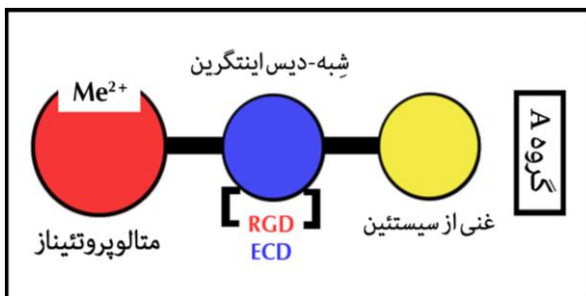 شِبه-دیس‌اینتگرین
Me²⁺
گروه A
RGD
ECD
غنی از سیستئین
متالوپروتئیناز